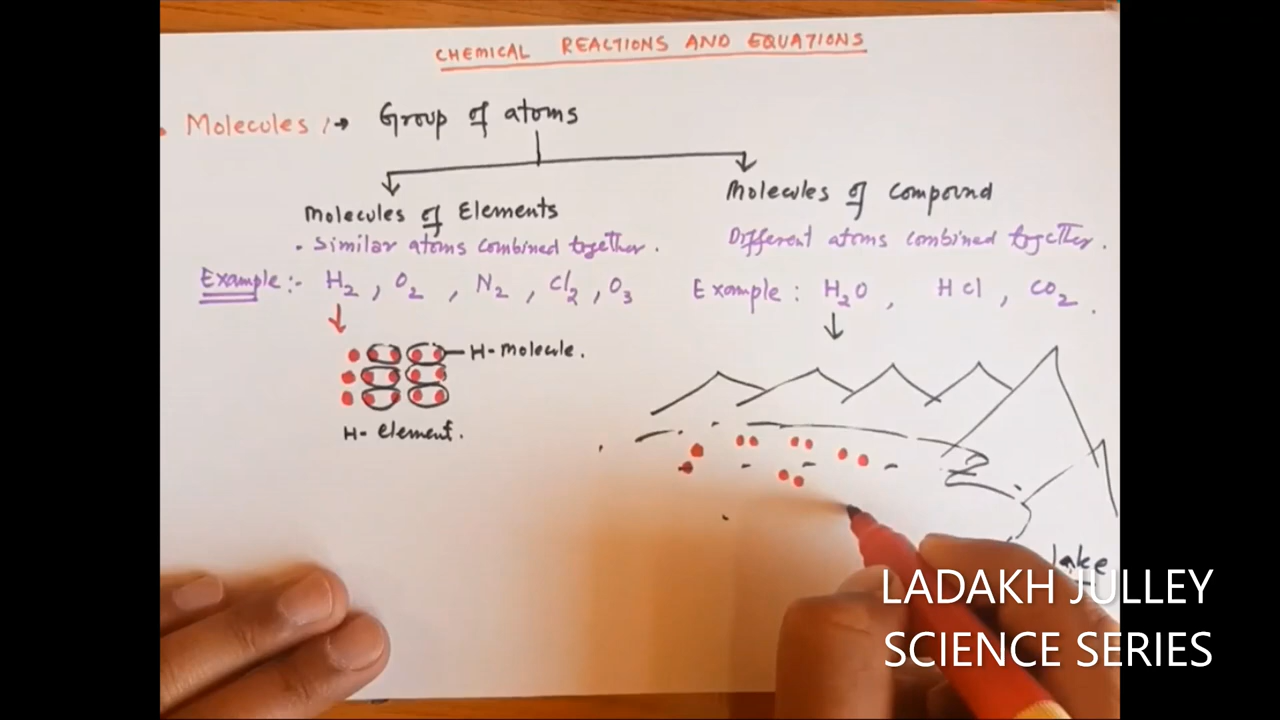 CHEMICAL REACTIONS AND EQUATIONS
Molecules :→ Group of atoms
Molecules of Elements
• Similar atoms combined together.
Example:- H₂, O₂, N₂, Cl₂, O₃
H-molecule.
H-element.
Molecules of Compound
Different atoms combined together.
Example: H₂O, HCl, CO₂.
lake
LADAKH JULLEY
SCIENCE SERIES